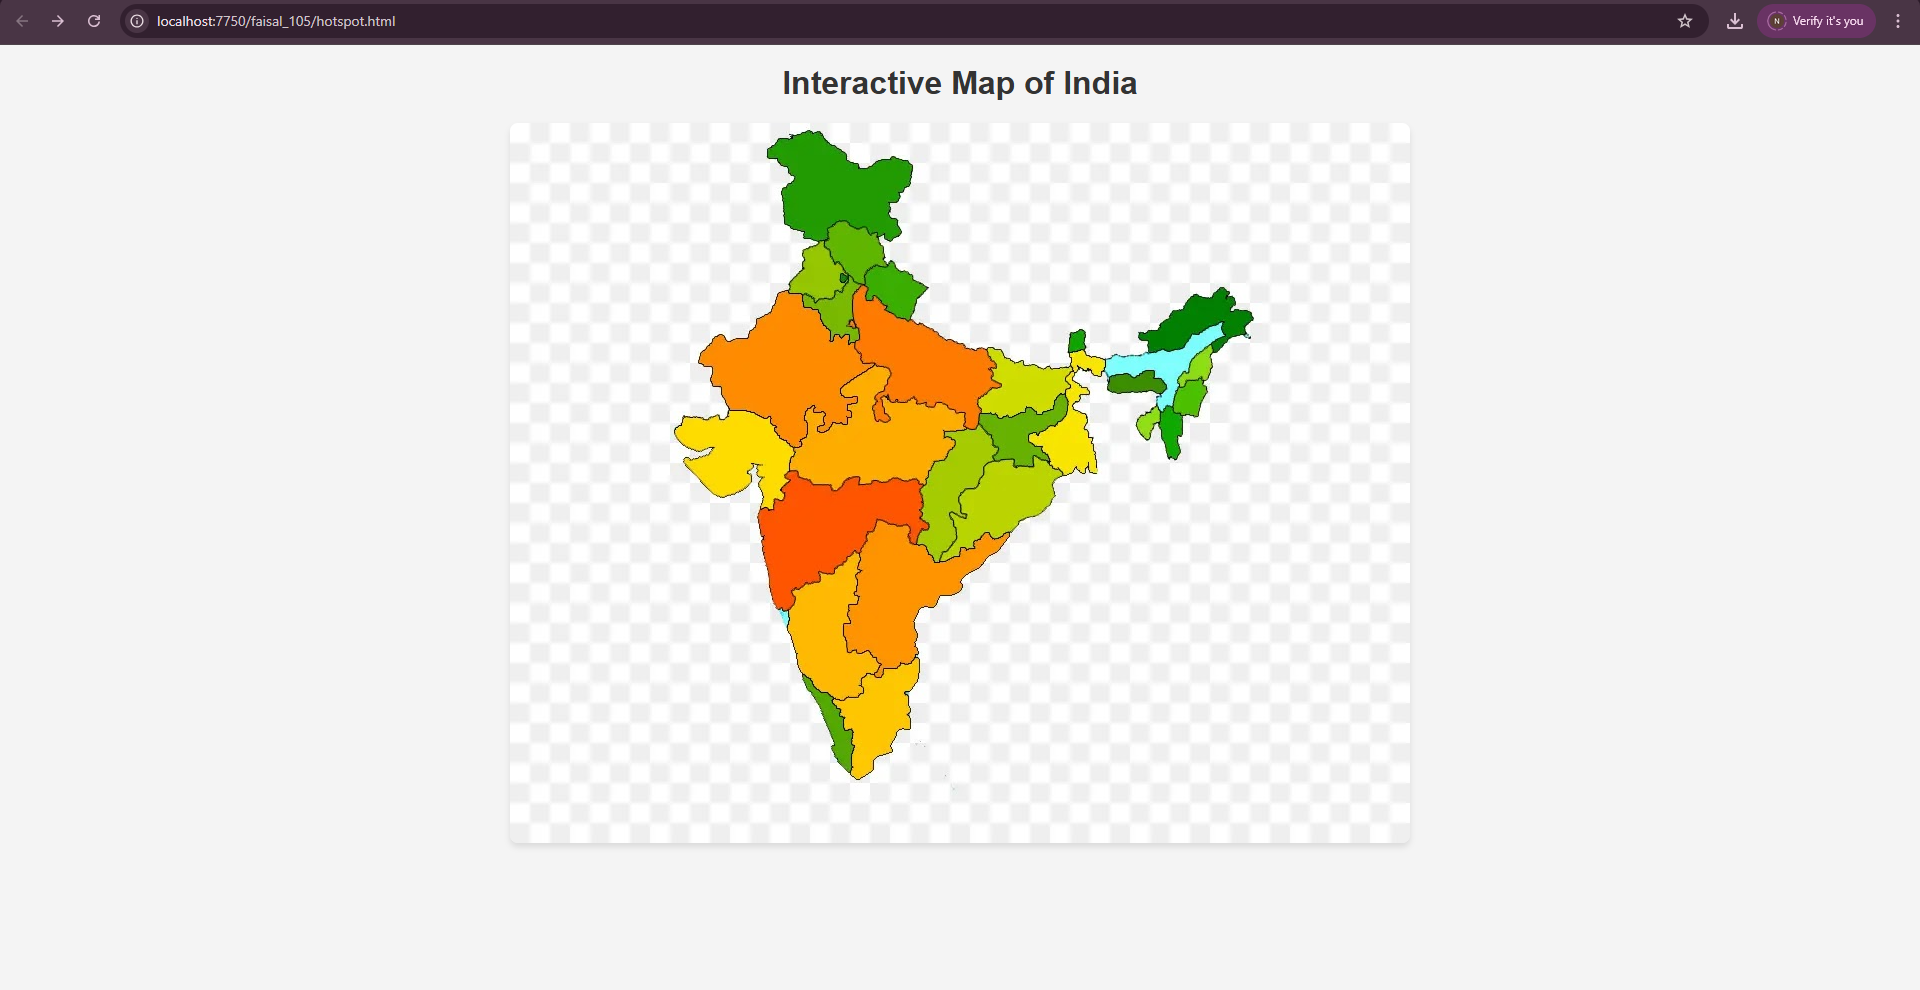 localhost:7750/faisal_105/hotspot.html
N
Verify it's you
Interactive Map of India